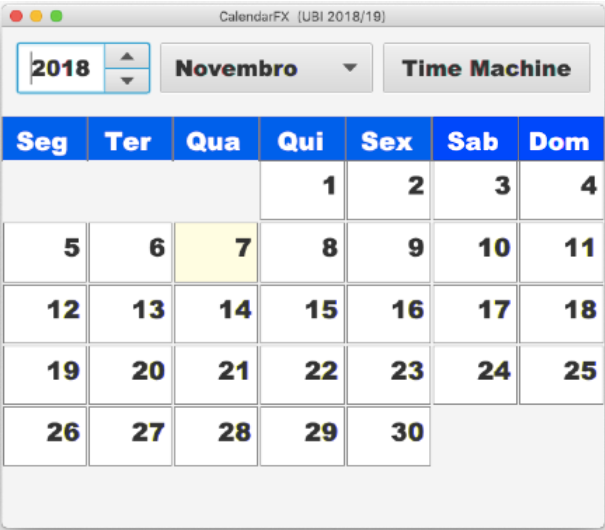 CalendarFX (UBI 2018/19)
2018 Novembro Time Machine
Seg Ter Qua Qui Sex Sab Dom
1 2 3 4
5 6 7 8 9 10 11
12 13 14 15 16 17 18
19 20 21 22 23 24 25
26 27 28 29 30